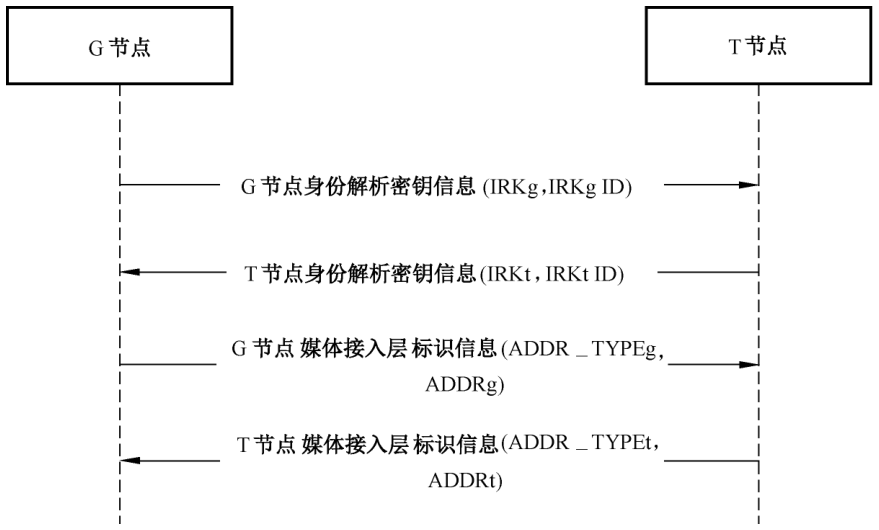 G 节点
T 节点
G 节点身份解析密钥信息 (IRKg,IRKg ID)
T 节点身份解析密钥信息(IRKt,IRKt ID)
G 节点 媒体接入层 标识信息(ADDR _ TYPEg,
ADDRg)
T 节点 媒体接入层 标识信息(ADDR _ TYPEt,
ADDRt)